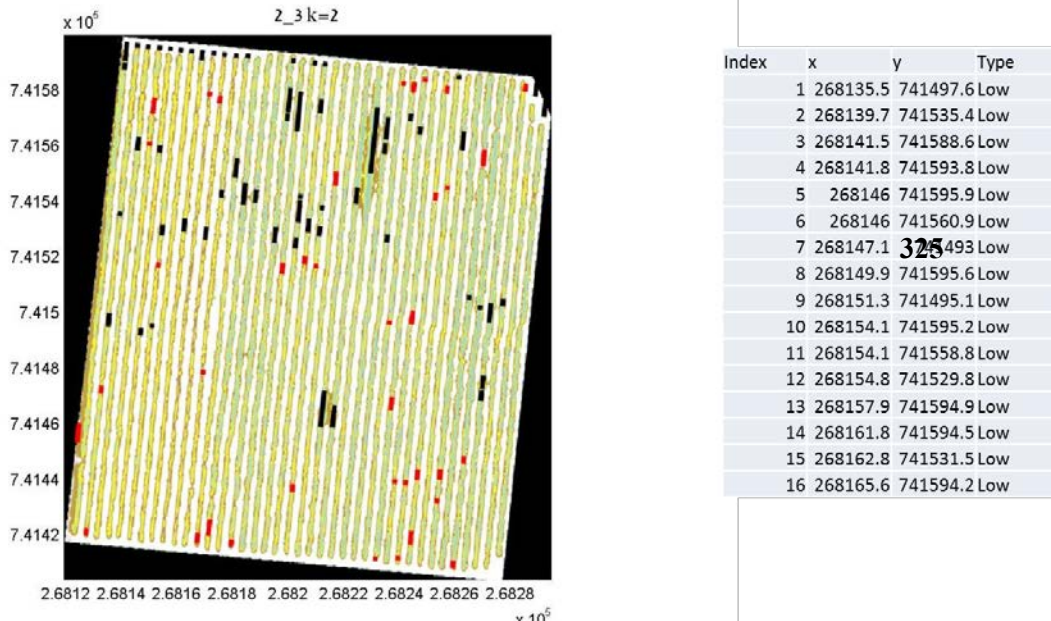 2_3 k=2
x 10⁵
7.4158
7.4156
7.4154
7.4152
7.415
7.4148
7.4146
7.4144
7.4142
2.6812 2.6814 2.6816 2.6818 2.682 2.6822 2.6824 2.6826 2.6828
x 10⁵
Index x y Type
1 268135.5 741497.6 Low
2 268139.7 741535.4 Low
3 268141.5 741588.6 Low
4 268141.8 741593.8 Low
5 268146 741595.9 Low
6 268146 741560.9 Low
7 268147.1 325 Low
8 268149.9 741595.6 Low
9 268151.3 741495.1 Low
10 268154.1 741595.2 Low
11 268154.1 741558.8 Low
12 268154.8 741529.8 Low
13 268157.9 741594.9 Low
14 268161.8 741594.5 Low
15 268162.8 741531.5 Low
16 268165.6 741594.2 Low